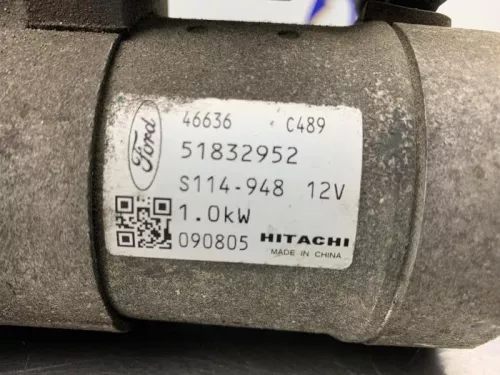 Ford
46636 C489
51832952
S114-948 12V
1.0kW
090805 HITACHI
MADE IN CHINA